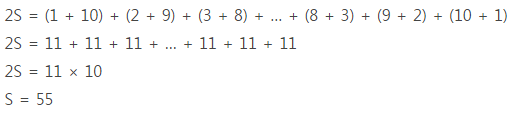 2S = (1 + 10) + (2 + 9) + (3 + 8) + ... + (8 + 3) + (9 + 2) + (10 + 1)
2S = 11 + 11 + 11 + ... + 11 + 11 + 11
2S = 11 × 10
S = 55